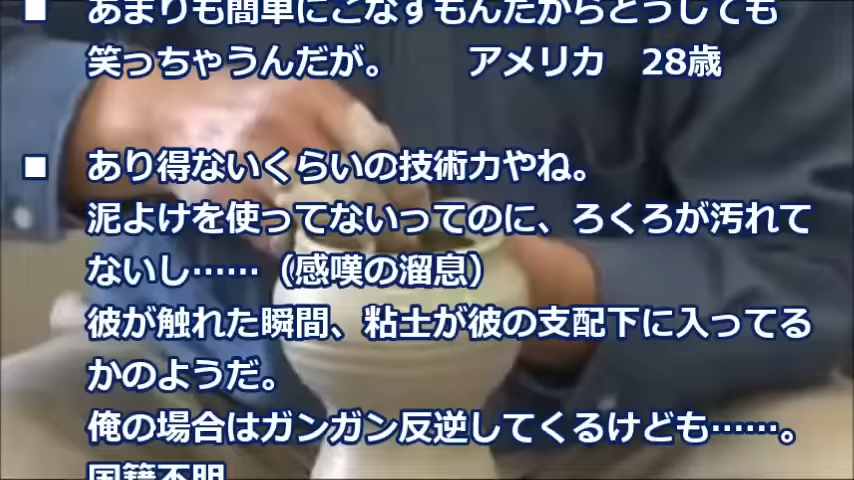 ■ あまりも簡単にこなすもんだからどうしても
笑っちゃうんだが。　　アメリカ　28歳
■ あり得ないくらいの技術力やね。
泥よけを使ってないってのに、ろくろが汚れて
ないし……（感嘆の溜息）
彼が触れた瞬間、粘土が彼の支配下に入ってる
かのようだ。
俺の場合はガンガン反逆してくるけども……。
国籍不明